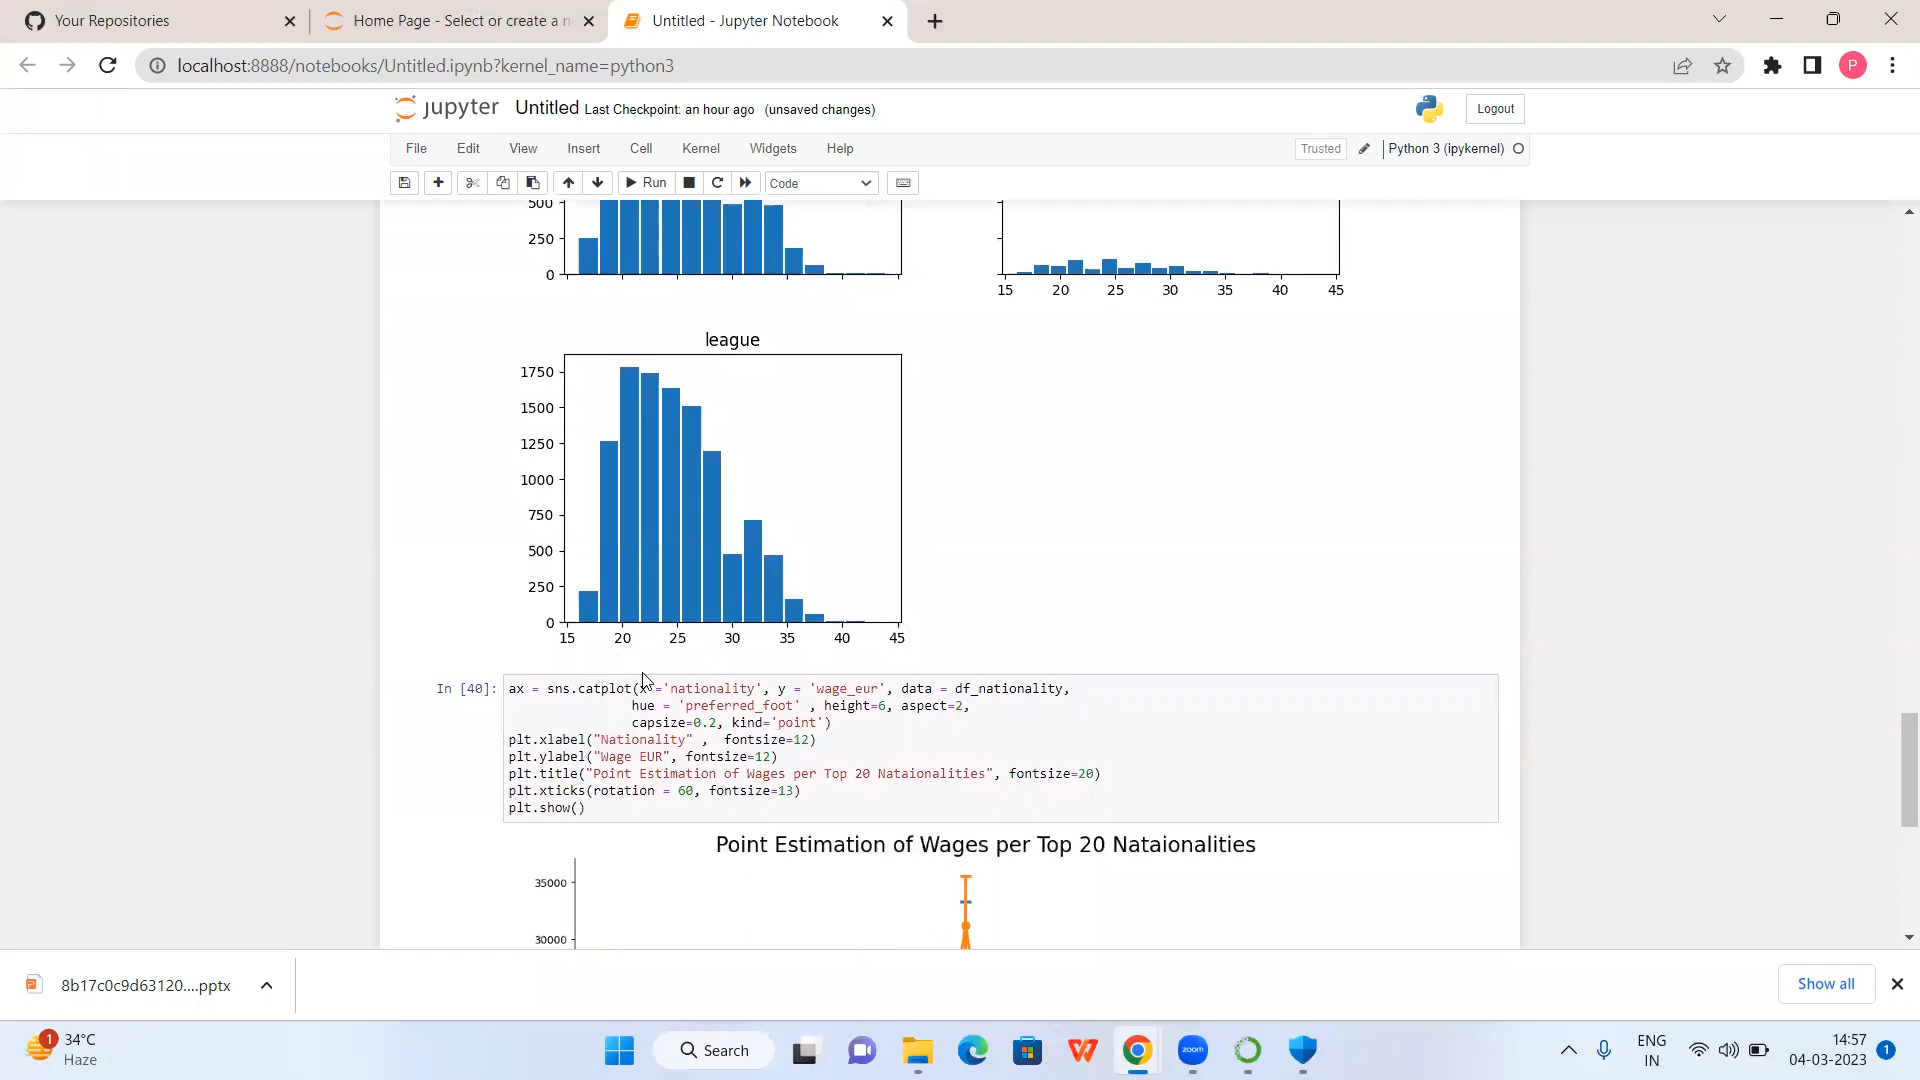 Your Repositories
Home Page - Select or create a n
Untitled - Jupyter Notebook
localhost:8888/notebooks/Untitled.ipynb?kernel_name=python3
P
jupyter Untitled Last Checkpoint: an hour ago (unsaved changes)
Logout
File Edit View Insert Cell Kernel Widgets Help
Trusted Python 3 (ipykernel)
Run Code
500
250
0
15 20 25 30 35 40 45
league
1750
1500
1250
1000
750
500
250
0
15 20 25 30 35 40 45
In [40]: ax = sns.catplot(x ='nationality', y = 'wage_eur', data = df_nationality,
hue = 'preferred_foot' , height=6, aspect=2,
capsize=0.2, kind='point')
plt.xlabel("Nationality" , fontsize=12)
plt.ylabel("Wage EUR", fontsize=12)
plt.title("Point Estimation of Wages per Top 20 Nataionalities", fontsize=20)
plt.xticks(rotation = 60, fontsize=13)
plt.show()
Point Estimation of Wages per Top 20 Nataionalities
35000
30000
8b17c0c9d63120....pptx
Show all
1
34°C
Haze
Search
zoom
ENG
IN
14:57
04-03-2023
1